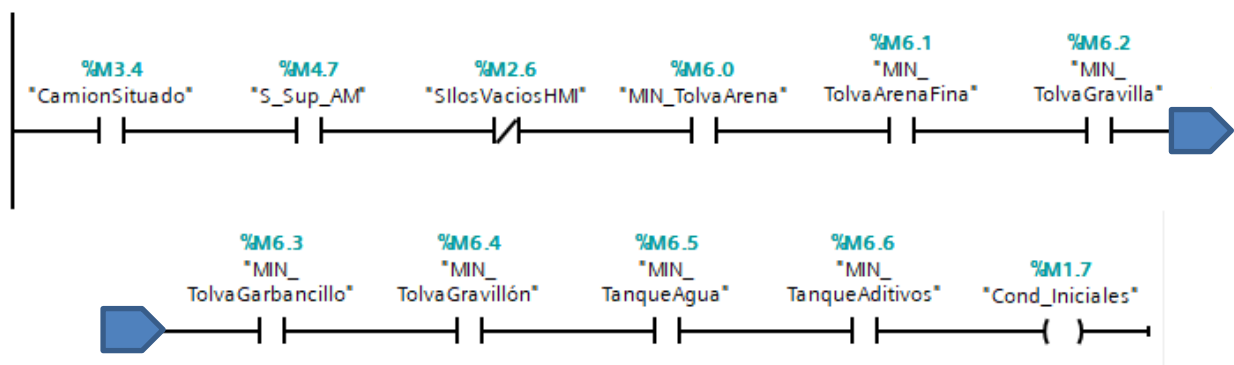 %M3.4 %M4.7 %M2.6 %M6.0 %M6.1 %M6.2
"CamionSituado" "S_Sup_AM" "SIlosVaciosHMI" "MIN_TolvaArena" "MIN_ "MIN_
TolvaArenaFina" TolvaGravilla"
%M6.3 %M6.4 %M6.5 %M6.6 %M1.7
"MIN_ "MIN_ "MIN_ "MIN_ "Cond_Iniciales"
TolvaGarbancillo" TolvaGravillón" TanqueAgua" TanqueAditivos"